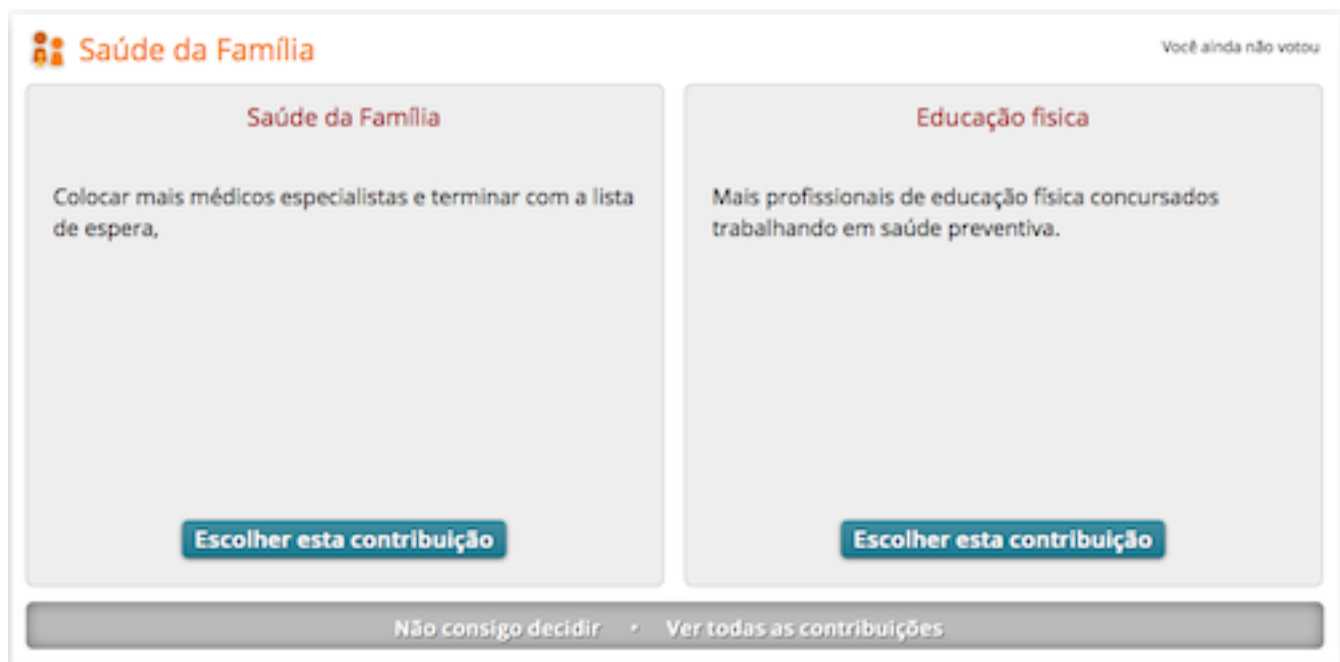 Saúde da Família
Você ainda não votou
Saúde da Família
Colocar mais médicos especialistas e terminar com a lista
de espera,
Escolher esta contribuição
Educação fisica
Mais profissionais de educação física concursados
trabalhando em saúde preventiva.
Escolher esta contribuição
Não consigo decidir • Ver todas as contribuições